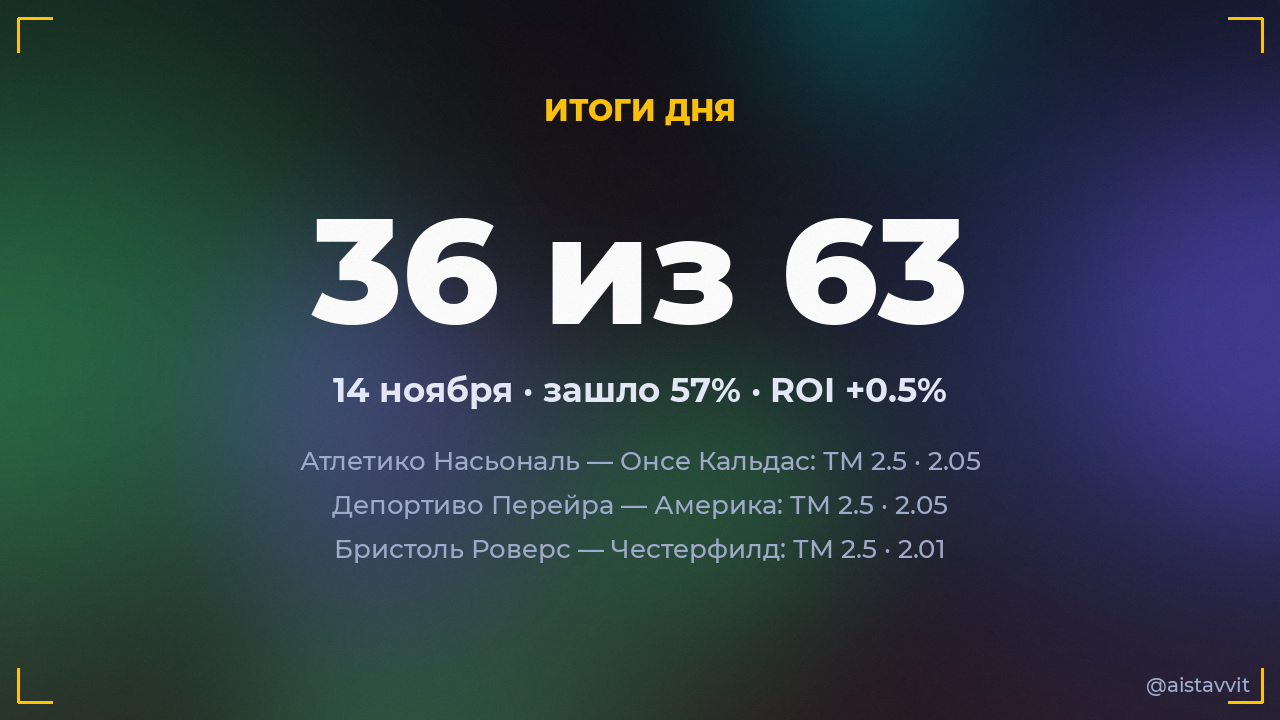 ИТОГИ ДНЯ
36 из 63
14 ноября · зашло 57% · ROI +0.5%
Атлетико Насьональ — Онсе Кальдас: ТМ 2.5 · 2.05
Депортиво Перейра — Америка: ТМ 2.5 · 2.05
Бристоль Роверс — Честерфилд: ТМ 2.5 · 2.01
@aistavvit